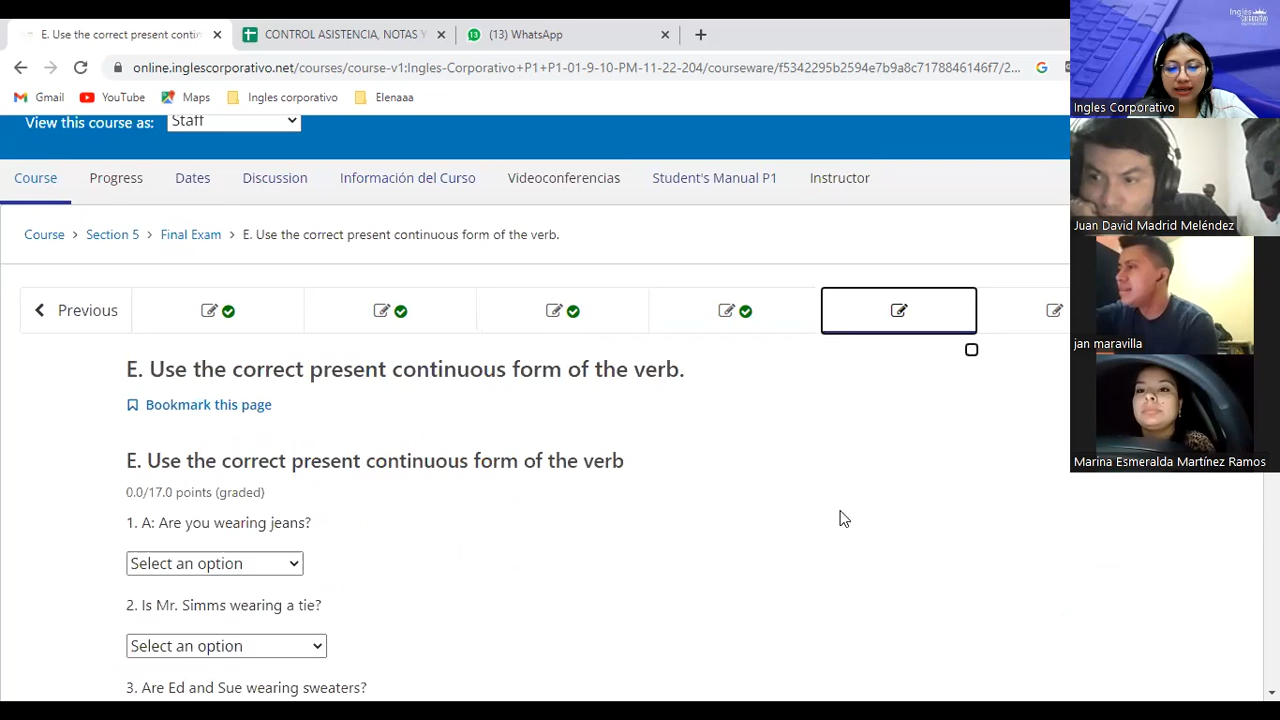 E. Use the correct present contin
CONTROL ASISTENCIA, NOTAS Y
(13) WhatsApp
online.inglescorporativo.net/courses/course-v1:Ingles-Corporativo+P1+P1-01-9-10-PM-11-22-204/courseware/f5342295b2594e7b9a8c7178846146f7/2...
Gmail
YouTube
Maps
Ingles corporativo
Elenaaa
View this course as:
Staff
Course
Progress
Dates
Discussion
Información del Curso
Videoconferencias
Student's Manual P1
Instructor
Course > Section 5 > Final Exam > E. Use the correct present continuous form of the verb.
Previous
E. Use the correct present continuous form of the verb.
Bookmark this page
E. Use the correct present continuous form of the verb
0.0/17.0 points (graded)
1. A: Are you wearing jeans?
Select an option
2. Is Mr. Simms wearing a tie?
Select an option
3. Are Ed and Sue wearing sweaters?
Inglés
Corporativo
Ingles Corporativo
Juan David Madrid Meléndez
jan maravilla
Marina Esmeralda Martínez Ramos